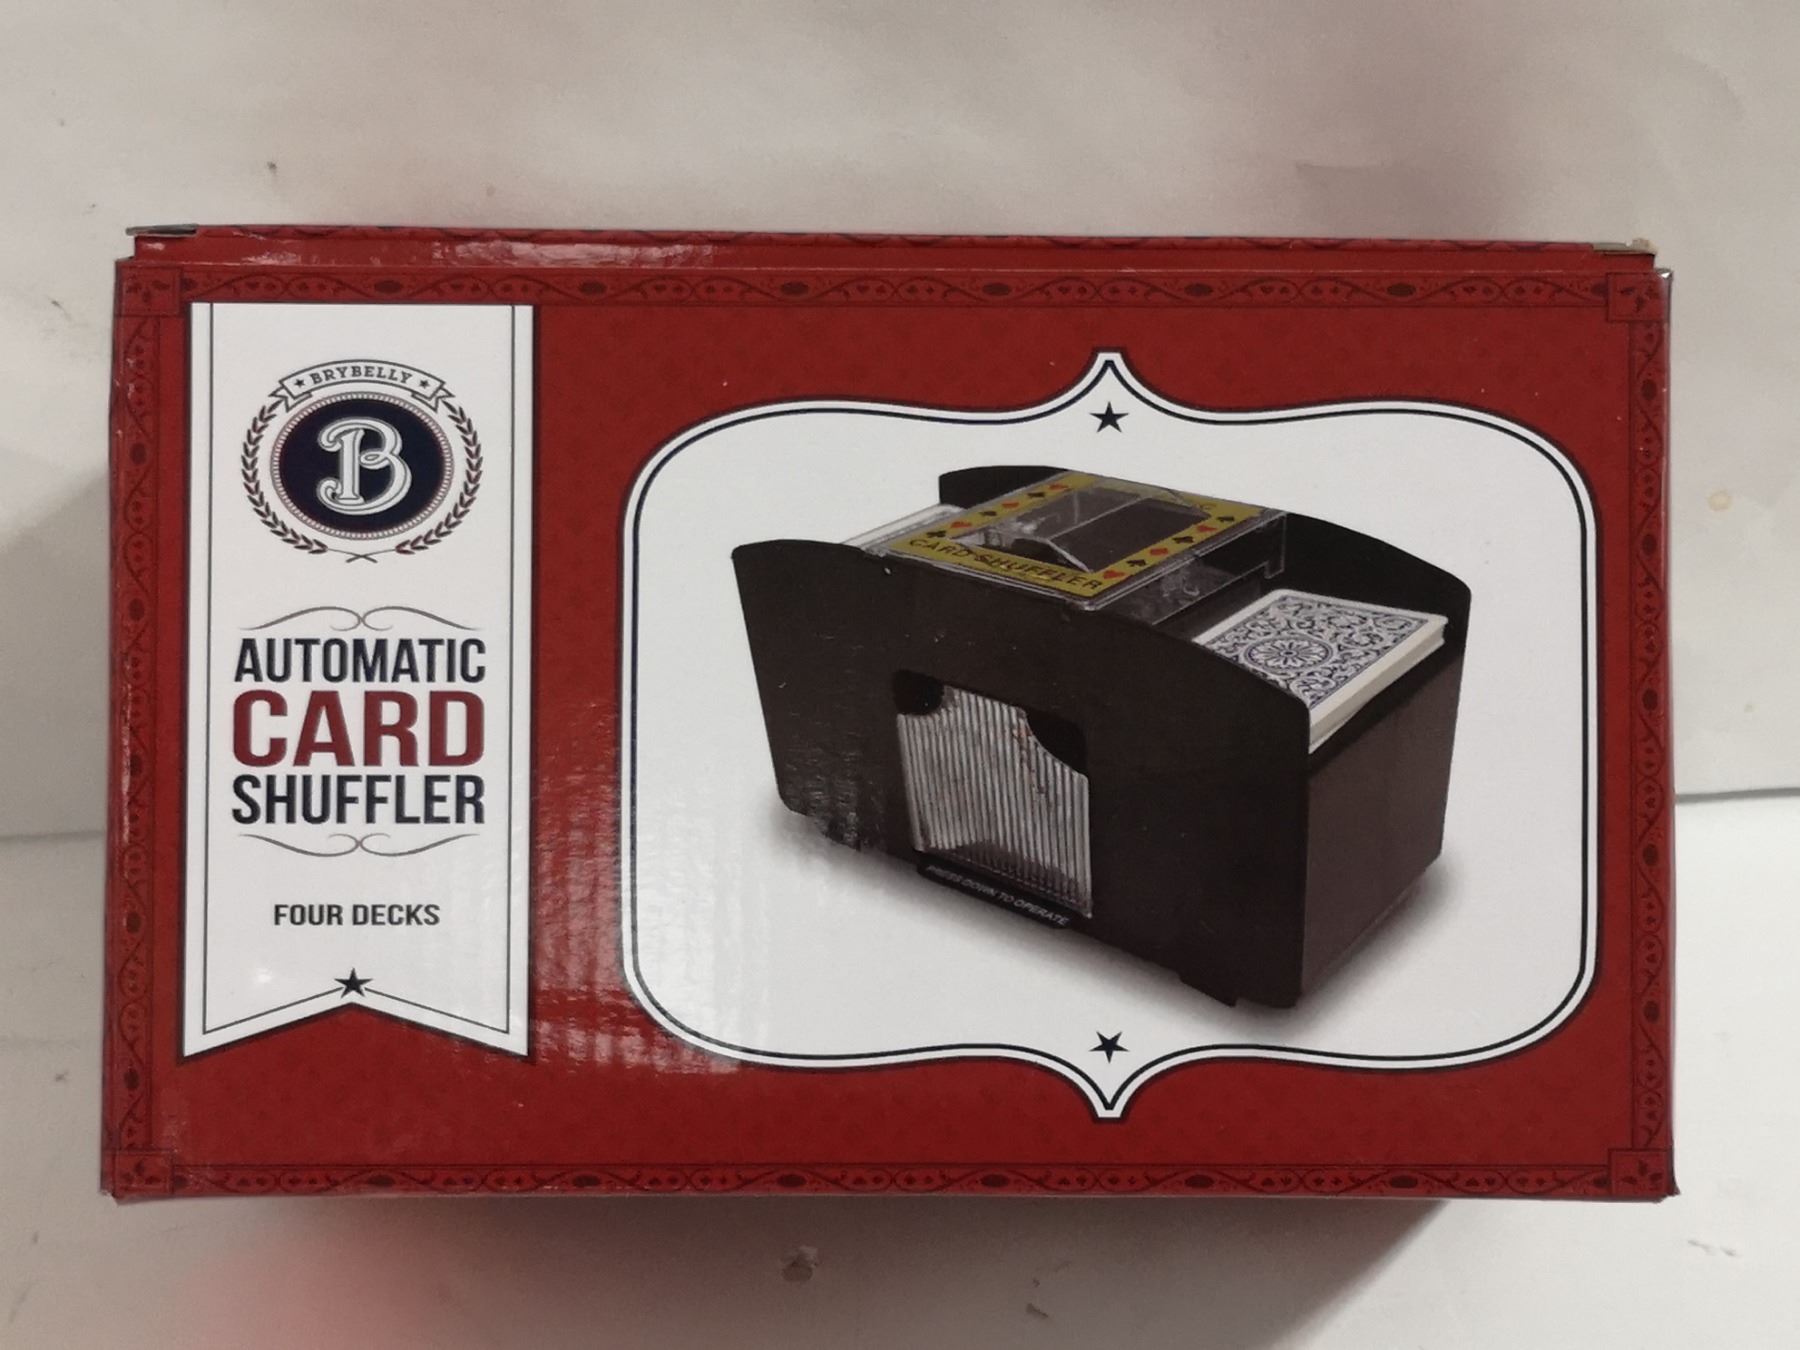 BRYBELLY
B
AUTOMATIC
CARD
SHUFFLER
FOUR DECKS
CARD SHUFFLER
PRESS DOWN TO OPERATE